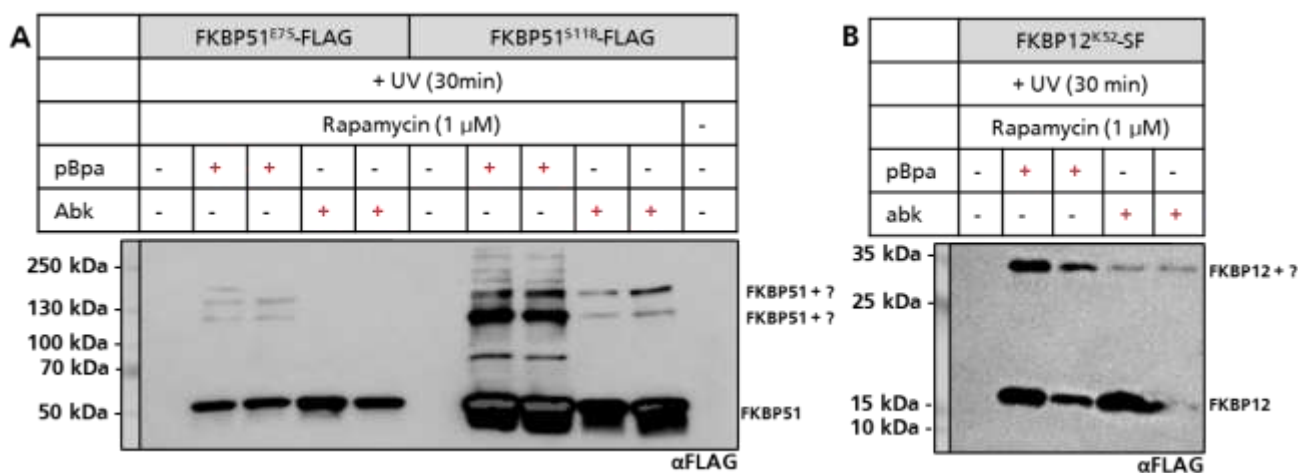 A
FKBP51E75-FLAG FKBP51S118-FLAG
+ UV (30min)
Rapamycin (1 µM) -
pBpa - + + - - - + + - - -
Abk - - - + + - - - + + -
250 kDa
130 kDa
100 kDa
70 kDa
50 kDa
FKBP51 + ?
FKBP51 + ?
FKBP51
αFLAG
B
FKBP12K52-SF
+ UV (30 min)
Rapamycin (1 µM)
pBpa - + + - -
abk - - - + +
35 kDa
25 kDa
15 kDa
10 kDa
FKBP12 + ?
FKBP12
αFLAG